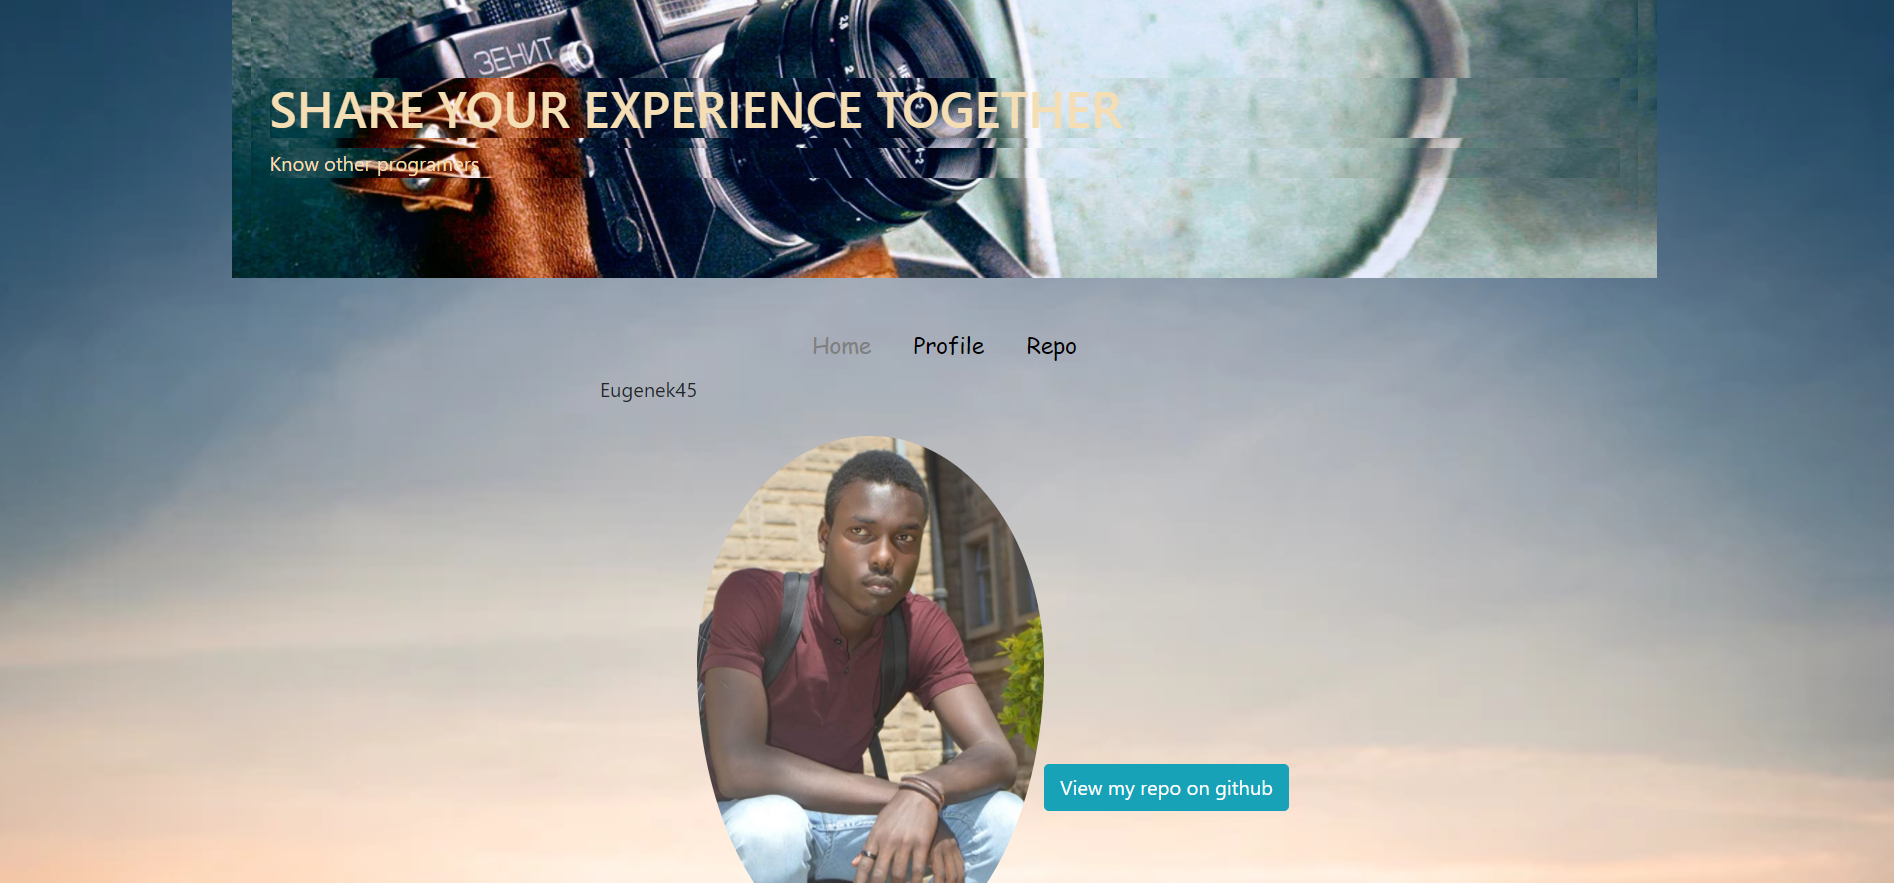 ЗЕНИТ
SHARE YOUR EXPERIENCE TOGETHER
Know other programers
Home Profile Repo
Eugenek45
View my repo on github